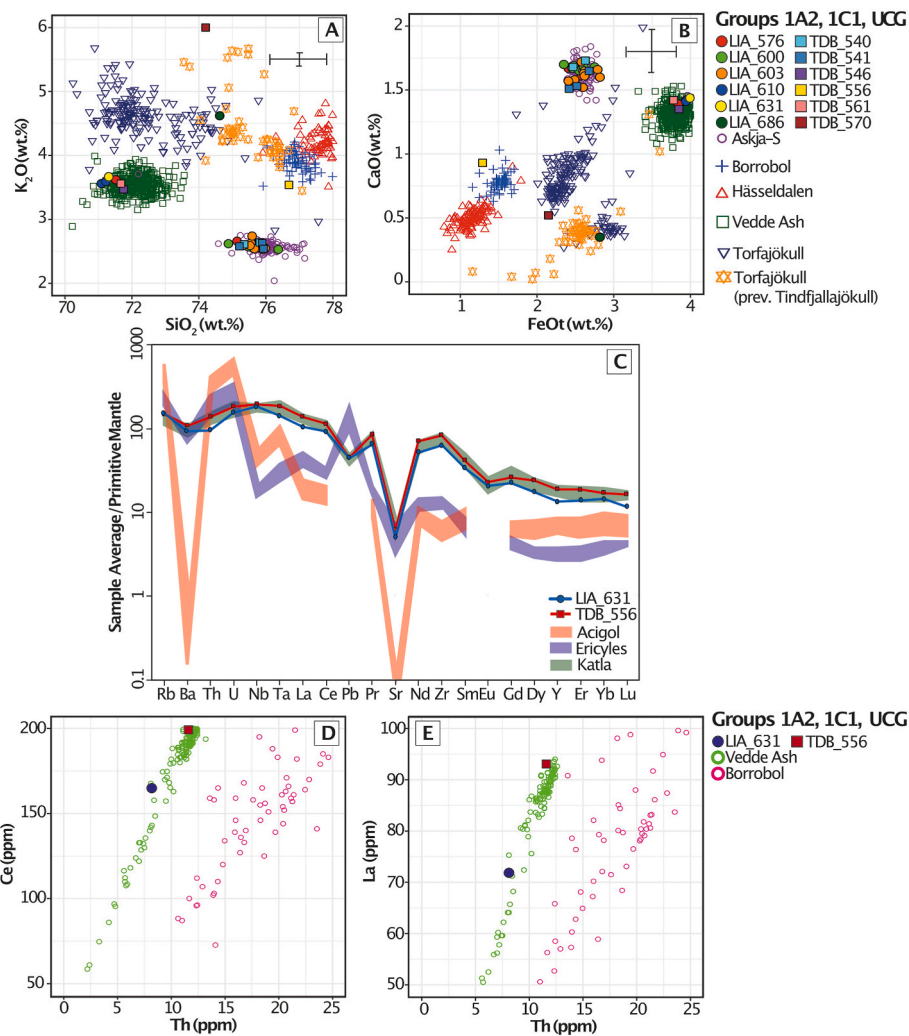 A
K2O (wt.%)
6
5
4
3
2
70 72 74 76 78
SiO2 (wt.%)
B
CaO (wt.%)
2.0
1.5
1.0
0.5
0
1 2 3 4
FeOt (wt.%)
Groups 1A2, 1C1, UCG
LIA_576 TDB_540
LIA_600 TDB_541
LIA_603 TDB_546
LIA_610 TDB_556
LIA_631 TDB_561
LIA_686 TDB_570
Askja-S
Borrobol
Hässeldalen
Vedde Ash
Torfajökull
Torfajökull
(prev. Tindfjallajökull)
C
Sample Average/Primitive Mantle
1000
100
10
1
0.1
LIA_631
TDB_556
Acigol
Ericyles
Katla
Rb Ba Th U Nb Ta La Ce Pb Pr Sr Nd Zr Sm Eu Gd Dy Y Er Yb Lu
D
Ce (ppm)
200
150
100
50
0 5 10 15 20 25
Th (ppm)
E
La (ppm)
100
90
80
70
60
50
0 5 10 15 20 25
Th (ppm)
Groups 1A2, 1C1, UCG
LIA_631 TDB_556
Vedde Ash
Borrobol